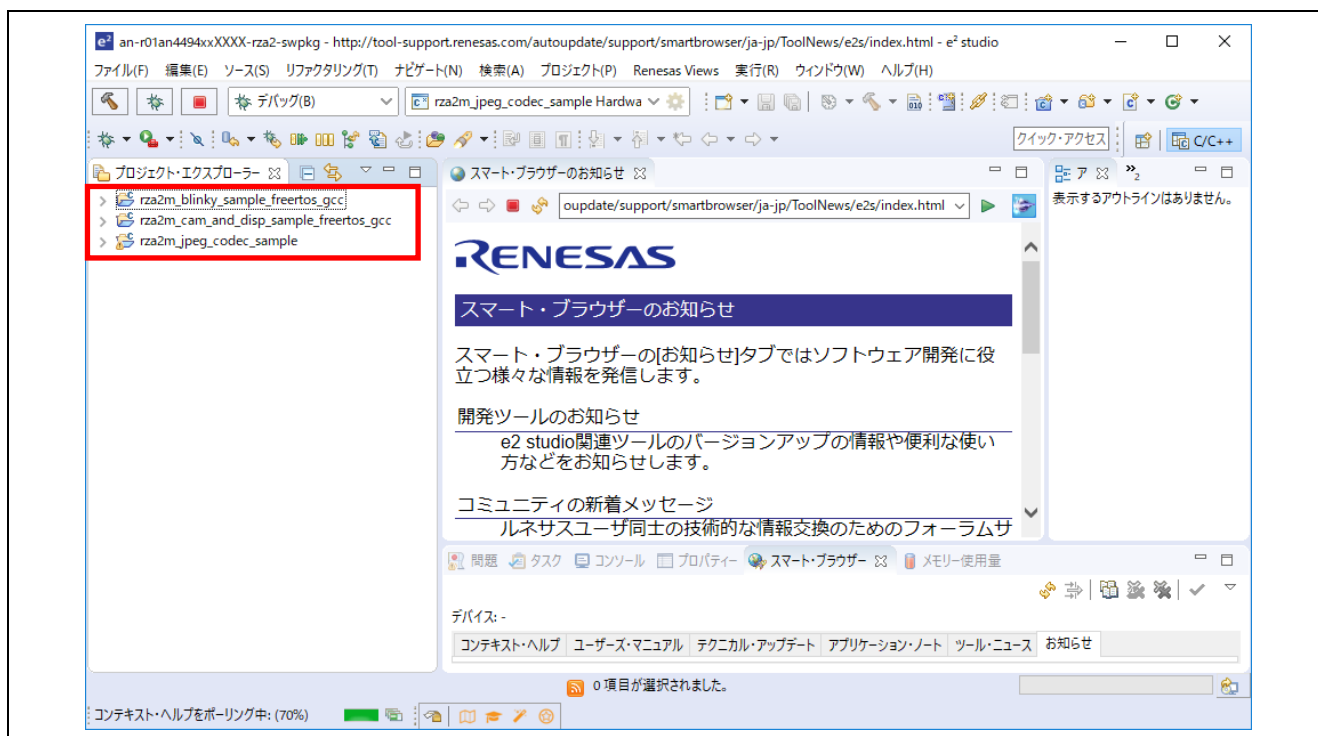 e² an-r01an4494xxXXXX-rza2-swpkg - http://tool-support.renesas.com/autoupdate/support/smartbrowser/ja-jp/ToolNews/e2s/index.html - e² studio
ファイル(F) 編集(E) ソース(S) リファクタリング(T) ナビゲート(N) 検索(A) プロジェクト(P) Renesas Views 実行(R) ウィンドウ(W) ヘルプ(H)
デバッグ(B) rza2m_jpeg_codec_sample Hardwa
クイック・アクセス C/C++
プロジェクト・エクスプローラー
rza2m_blinky_sample_freertos_gcc
rza2m_cam_and_disp_sample_freertos_gcc
rza2m_jpeg_codec_sample
スマート・ブラウザーのお知らせ
oupdate/support/smartbrowser/ja-jp/ToolNews/e2s/index.html
RENESAS
スマート・ブラウザーのお知らせ
スマート・ブラウザーの[お知らせ]タブではソフトウェア開発に役
立つ様々な情報を発信します。
開発ツールのお知らせ
e2 studio関連ツールのバージョンアップの情報や便利な使い
方などをお知らせします。
コミュニティの新着メッセージ
ルネサスユーザ同士の技術的な情報交換のためのフォーラムサ
ア »2
表示するアウトラインはありません。
問題 タスク コンソール プロパティー スマート・ブラウザー メモリー使用量
デバイス: -
コンテキスト・ヘルプ ユーザーズ・マニュアル テクニカル・アップデート アプリケーション・ノート ツール・ニュース お知らせ
0 項目が選択されました。
コンテキスト・ヘルプをポーリング中: (70%)